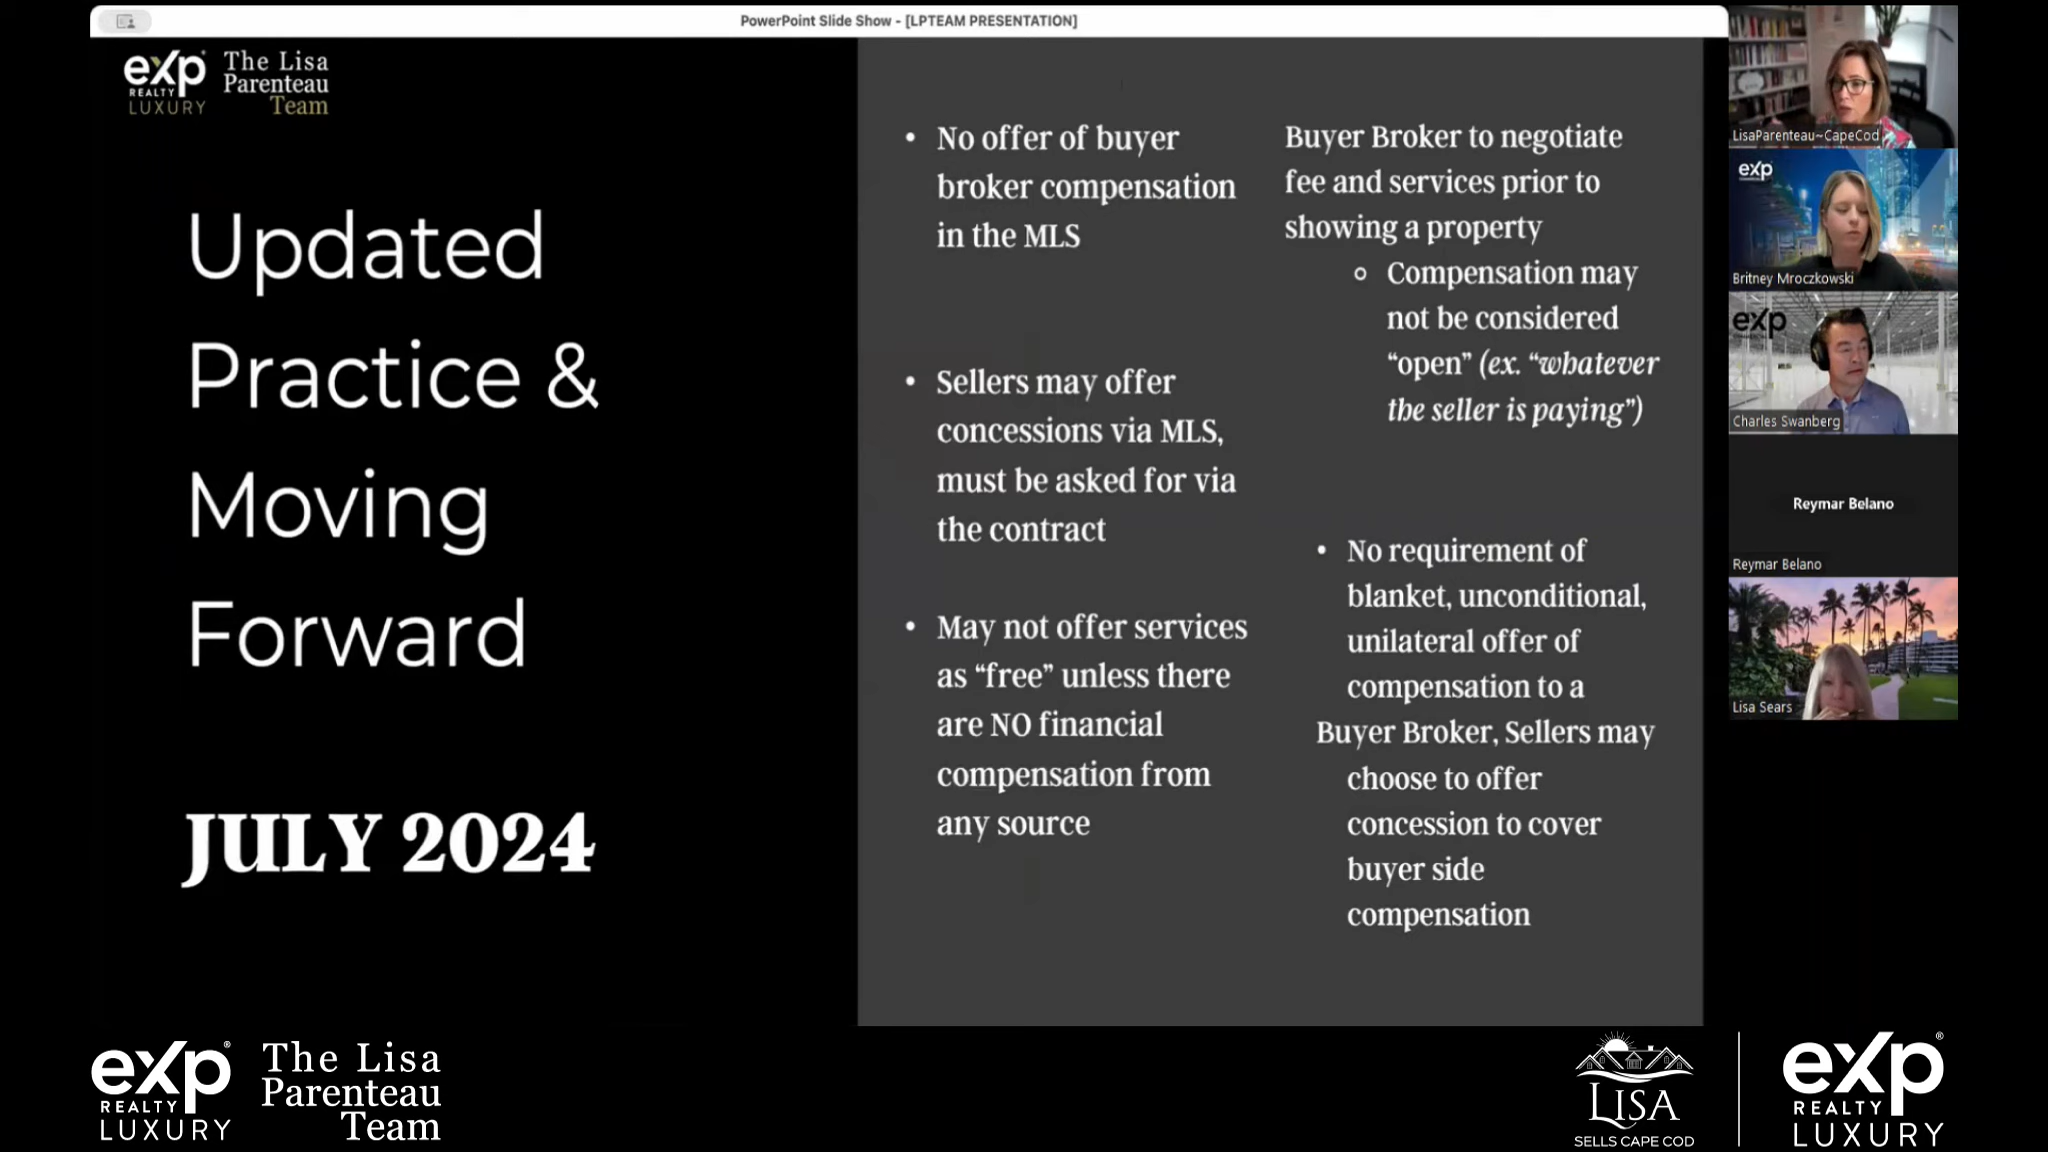 PowerPoint Slide Show - [LPTEAM PRESENTATION]
eXp
REALTY
LUXURY
The Lisa
Parenteau
Team
Updated
Practice &
Moving
Forward
JULY 2024
• No offer of buyer
broker compensation
in the MLS
• Sellers may offer
concessions via MLS,
must be asked for via
the contract
• May not offer services
as “free” unless there
are NO financial
compensation from
any source
Buyer Broker to negotiate
fee and services prior to
showing a property
o Compensation may
not be considered
“open” (ex. “whatever
the seller is paying”)
• No requirement of
blanket, unconditional,
unilateral offer of
compensation to a
Buyer Broker, Sellers may
choose to offer
concession to cover
buyer side
compensation
LisaParenteau~CapeCod
eXp
Britney Mroczkowski
eXp
Charles Swanberg
Reymar Belano
Reymar Belano
Lisa Sears
eXp®
REALTY
LUXURY
The Lisa
Parenteau
Team
LISA
SELLS CAPE COD
eXp®
REALTY
LUXURY